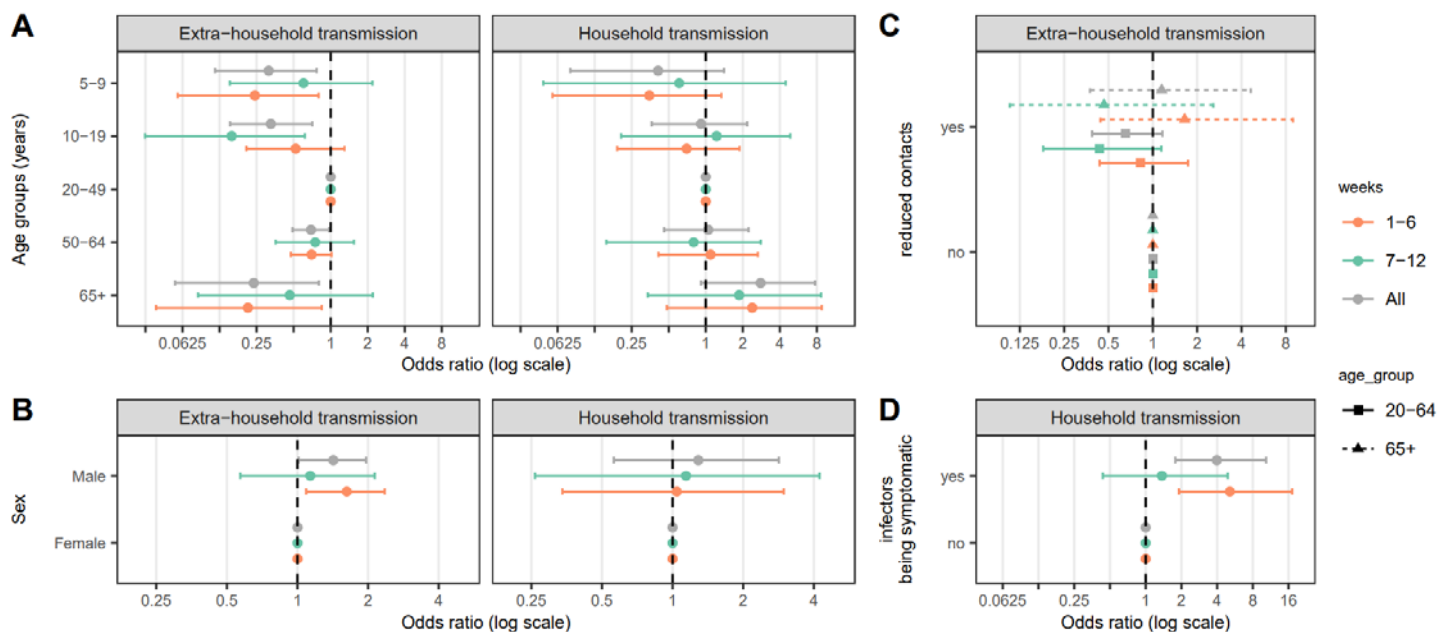 A
Extra-household transmission
Household transmission
Age groups (years)
5-9
10-19
20-49
50-64
65+
0.0625 0.25 1 2 4 8
0.0625 0.25 1 2 4 8
Odds ratio (log scale)
Odds ratio (log scale)
C
Extra-household transmission
reduced contacts
yes
no
0.125 0.25 0.5 1 2 4 8
Odds ratio (log scale)
weeks
1-6
7-12
All
age_group
20-64
65+
B
Extra-household transmission
Household transmission
Sex
Male
Female
0.25 0.5 1 2 4
0.25 0.5 1 2 4
Odds ratio (log scale)
Odds ratio (log scale)
D
Household transmission
infectors
being symptomatic
yes
no
0.0625 0.25 1 2 4 8 16
Odds ratio (log scale)